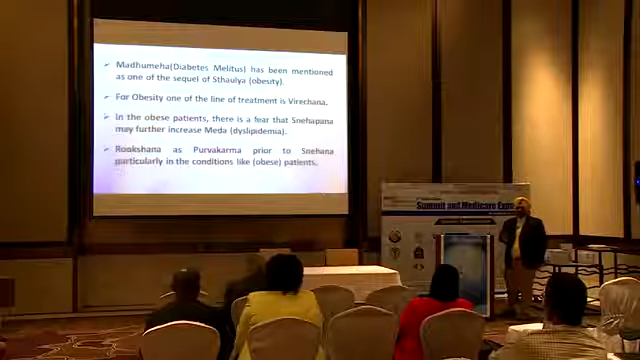 Madhumeha(Diabetes Melitus) has been mentioned
as one of the sequel of Sthaulya (obesity).
For Obesity one of the line of treatment is Virechana.
In the obese patients, there is a fear that Snehapana
may further increase Meda (dyslipidemia).
Rookshana as Purvakarma prior to Snehana
particularly in the conditions like (obese) patients.
Summit and Medicare Expo